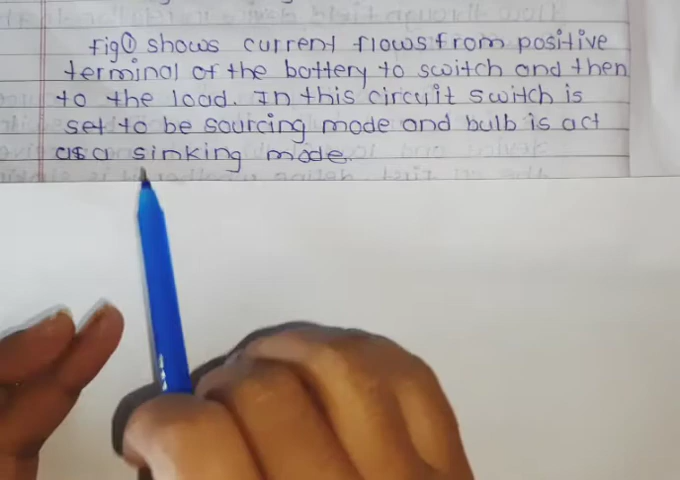 fig① shows current flows from positive
terminal of the battery to switch and then
to the load. In this circuit switch is
set to be sourcing mode and bulb is act
as a sinking mode.